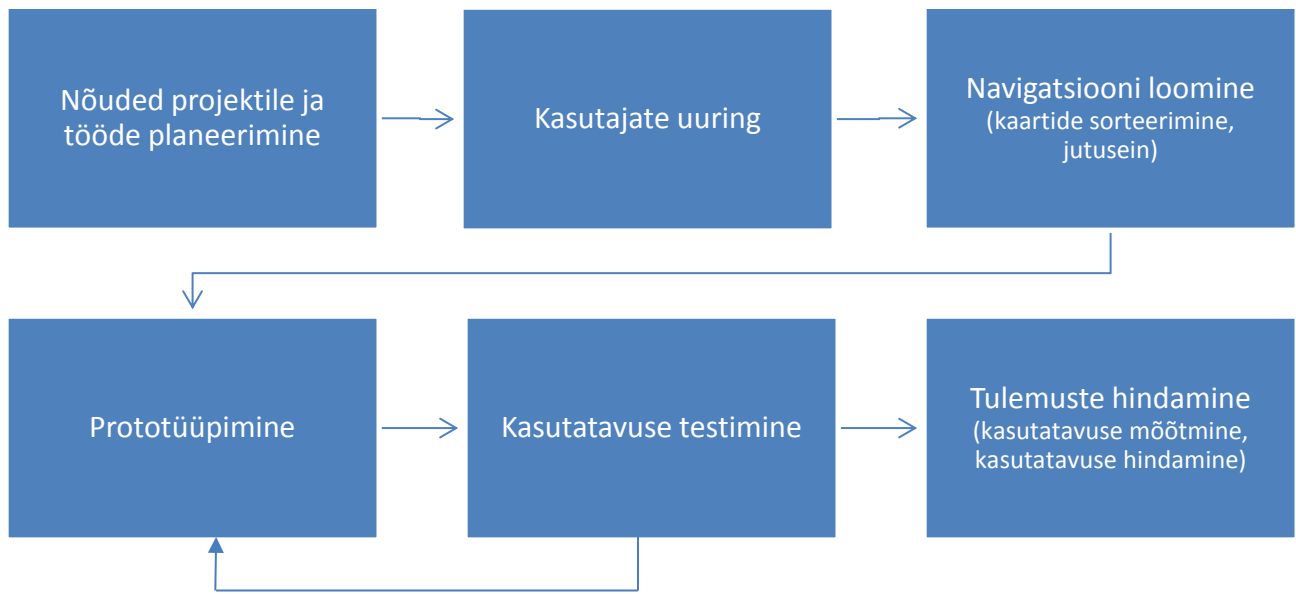 Nõuded projektile ja
tööde planeerimine
Kasutajate uuring
Navigatsiooni loomine
(kaartide sorteerimine,
jutusein)
Prototüüpimine
Kasutatavuse testimine
Tulemuste hindamine
(kasutatavuse mõõtmine,
kasutatavuse hindamine)